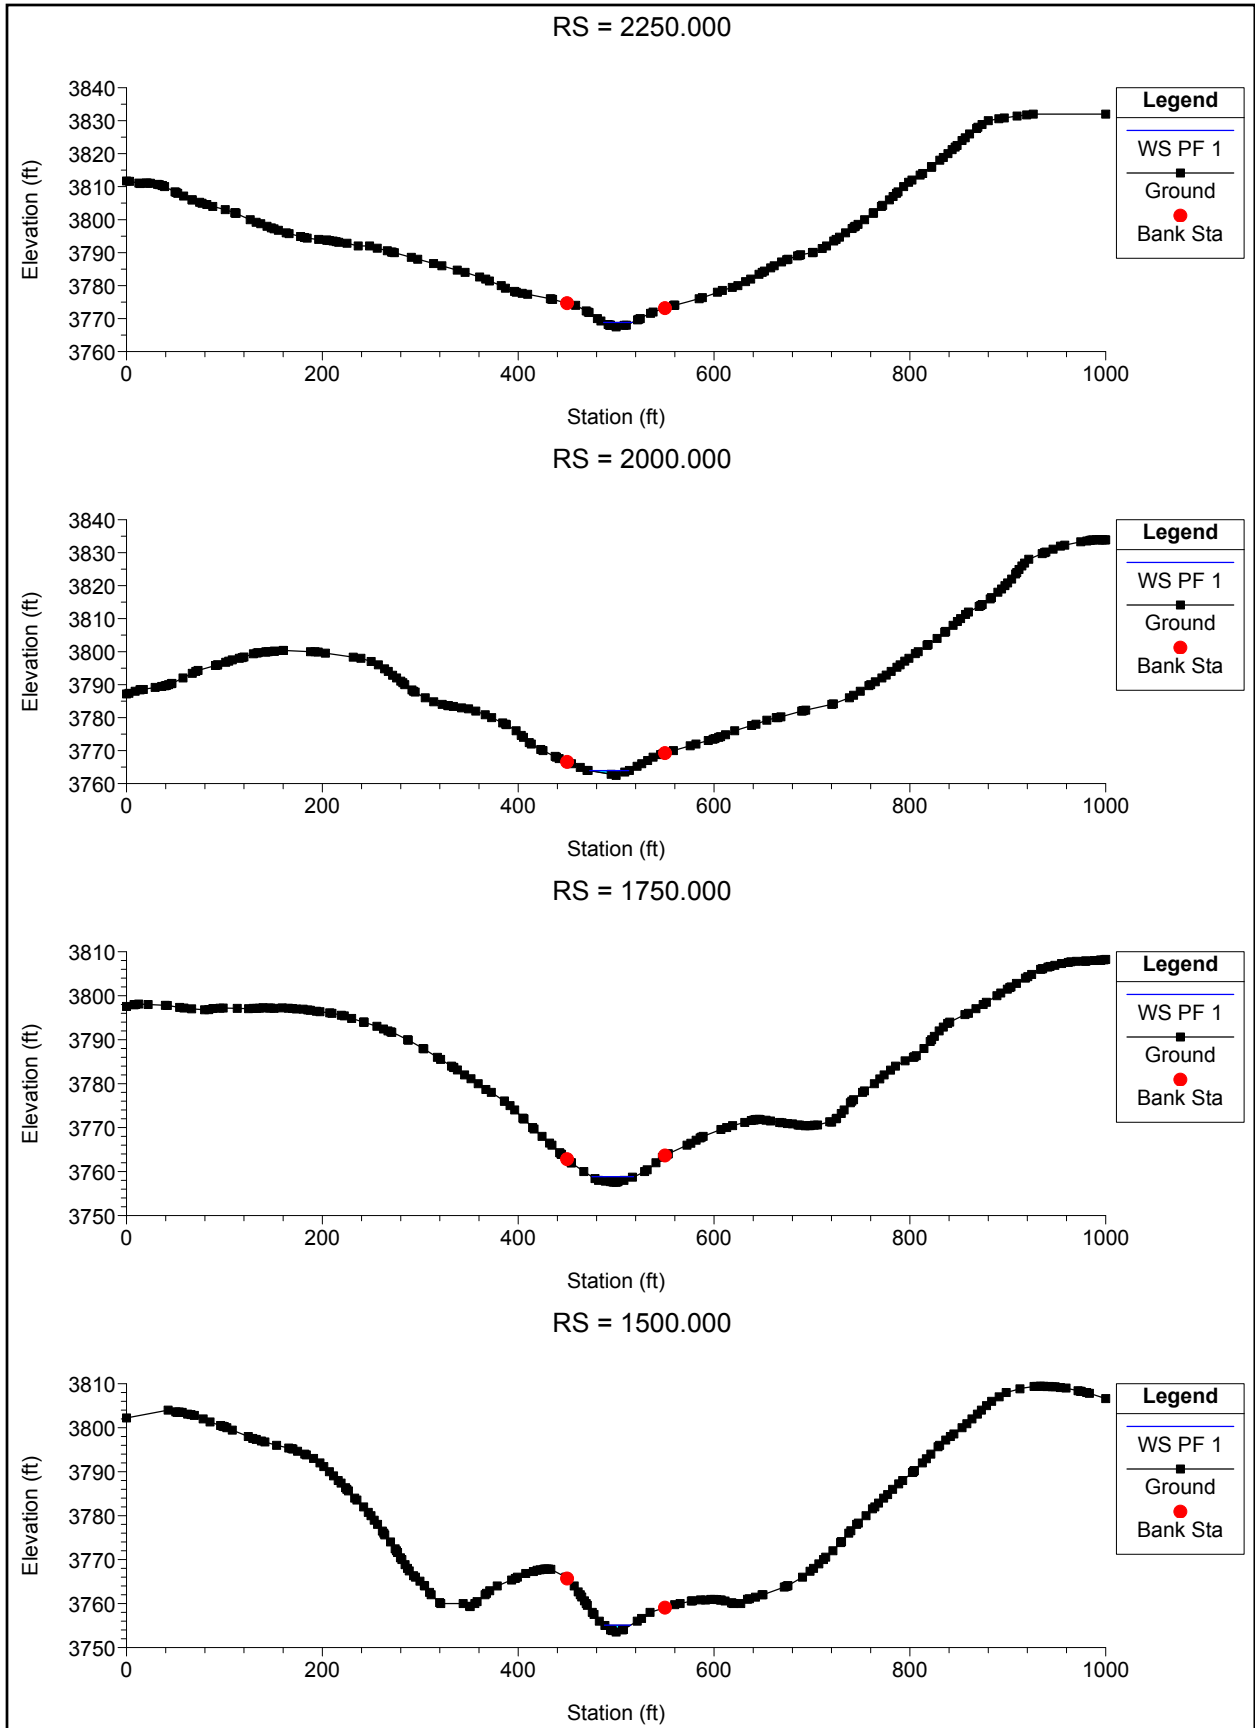 RS = 2250.000
Elevation (ft)
3840
3830
3820
3810
3800
3790
3780
3770
3760
0 200 400 600 800 1000
Station (ft)
Legend
WS PF 1
Ground
Bank Sta
RS = 2000.000
Elevation (ft)
3840
3830
3820
3810
3800
3790
3780
3770
3760
0 200 400 600 800 1000
Station (ft)
Legend
WS PF 1
Ground
Bank Sta
RS = 1750.000
Elevation (ft)
3810
3800
3790
3780
3770
3760
3750
0 200 400 600 800 1000
Station (ft)
Legend
WS PF 1
Ground
Bank Sta
RS = 1500.000
Elevation (ft)
3810
3800
3790
3780
3770
3760
3750
0 200 400 600 800 1000
Station (ft)
Legend
WS PF 1
Ground
Bank Sta